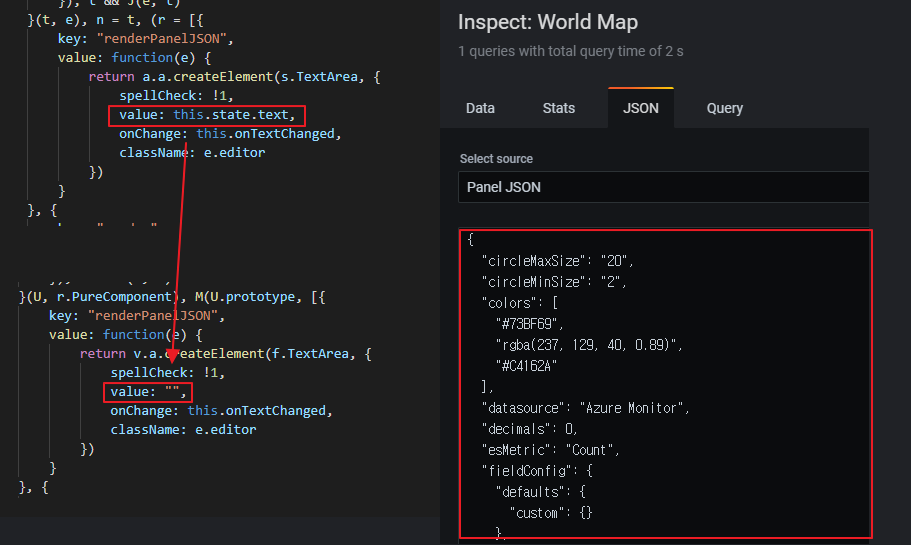 }(t, e), n = t, (r = [{
key: "renderPanelJSON",
value: function(e) {
return a.a.createElement(s.TextArea, {
spellCheck: !1,
value: this.state.text,
onChange: this.onTextChanged,
className: e.editor
})
}
}, {
}(U, r.PureComponent), M(U.prototype, [{
key: "renderPanelJSON",
value: function(e) {
return v.a.createElement(f.TextArea, {
spellCheck: !1,
value: "",
onChange: this.onTextChanged,
className: e.editor
})
}
}, {
Inspect: World Map
1 queries with total query time of 2 s
Data Stats JSON Query
Select source
Panel JSON
{
"circleMaxSize": "20",
"circleMinSize": "2",
"colors": [
"#73BF69",
"rgba(237, 129, 40, 0.89)",
"#C4162A"
],
"datasource": "Azure Monitor",
"decimals": 0,
"esMetric": "Count",
"fieldConfig": {
"defaults": {
"custom": {}
},